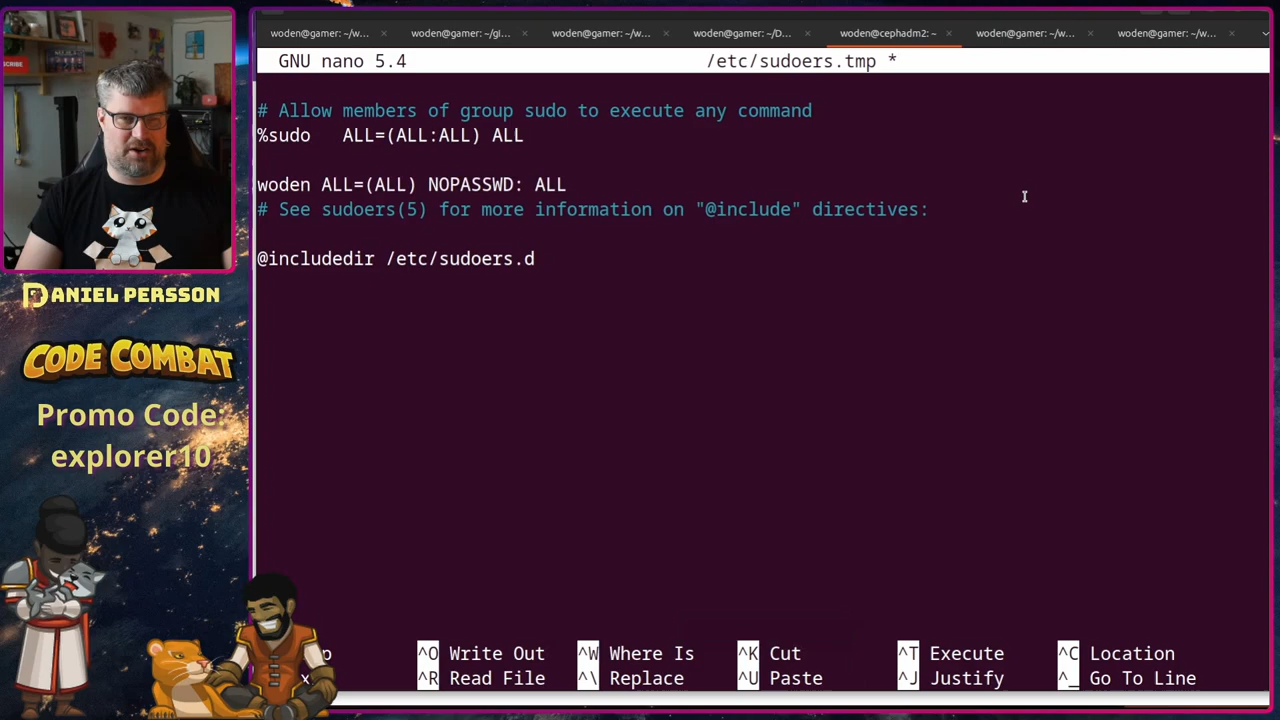 woden@gamer: ~/w... × woden@gamer: ~/gi... × woden@gamer: ~/w... × woden@gamer: ~/D... × woden@cephadm2: ~ × woden@gamer: ~/w... × woden@gamer: ~/w... ×
GNU nano 5.4 /etc/sudoers.tmp *
# Allow members of group sudo to execute any command
%sudo ALL=(ALL:ALL) ALL
woden ALL=(ALL) NOPASSWD: ALL
# See sudoers(5) for more information on "@include" directives:
@includedir /etc/sudoers.d
DANIEL PERSSON
CODE COMBAT
Promo Code:
explorer10
^O Write Out ^W Where Is ^K Cut ^T Execute ^C Location
^R Read File ^\ Replace ^U Paste ^J Justify ^_ Go To Line